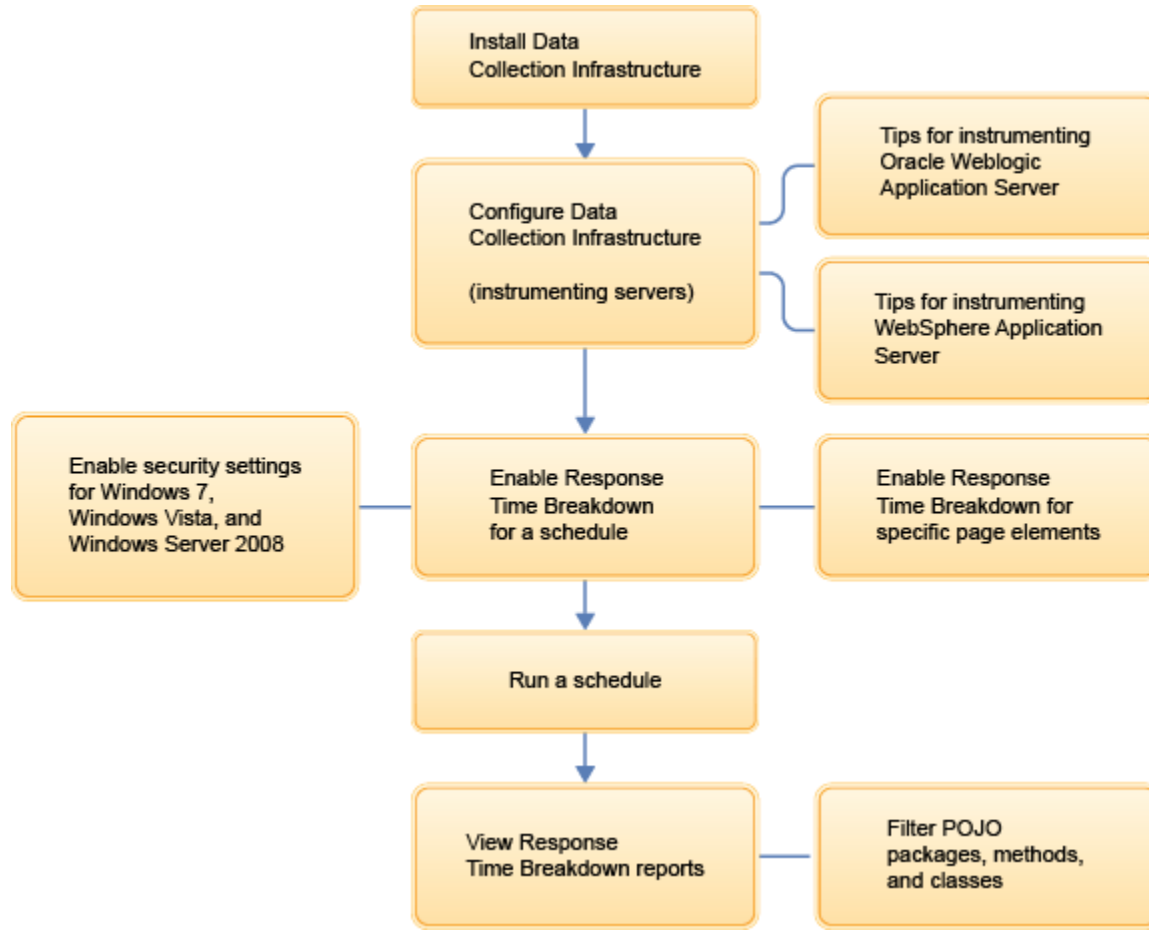 Install Data
Collection Infrastructure
Configure Data
Collection Infrastructure
(instrumenting servers)
Tips for instrumenting
Oracle Weblogic
Application Server
Tips for instrumenting
WebSphere Application
Server
Enable security settings
for Windows 7,
Windows Vista, and
Windows Server 2008
Enable Response
Time Breakdown
for a schedule
Enable Response
Time Breakdown for
specific page elements
Run a schedule
View Response
Time Breakdown reports
Filter POJO
packages, methods,
and classes